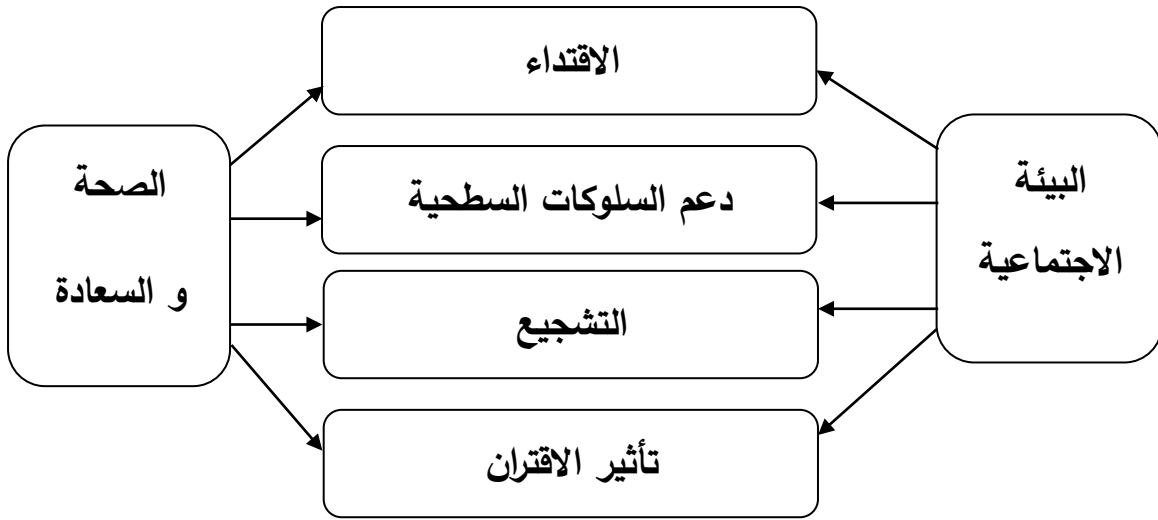 الاقتداء
البيئة
الاجتماعية
دعم السلوكات السطحية
الصحة
و السعادة
التشجيع
تأثير الاقتران